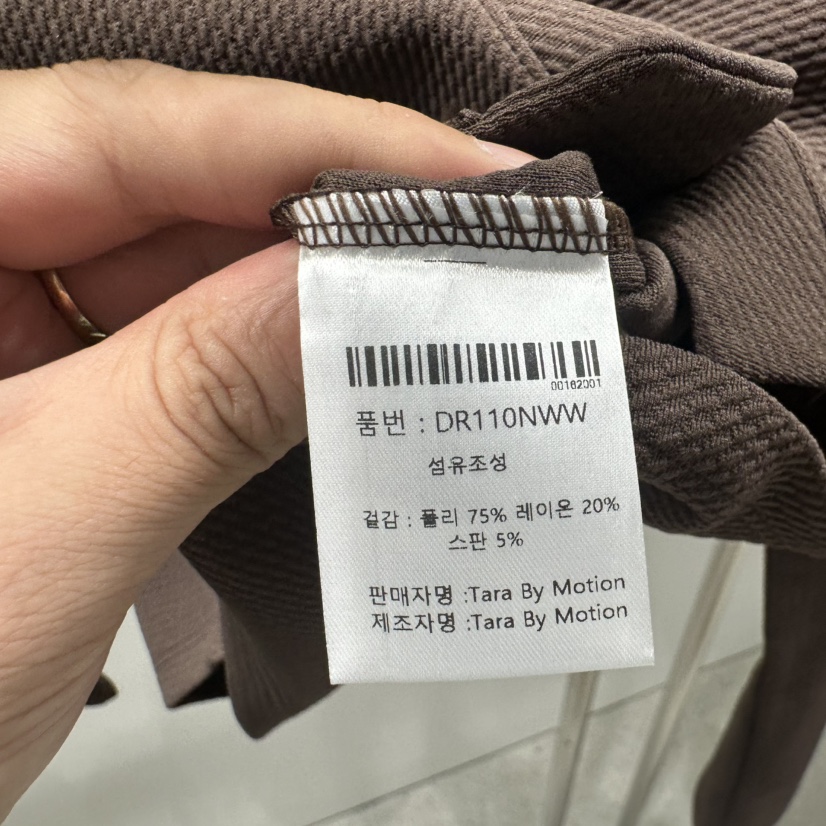 00162001
품번 : DR110NWW
섬유조성
겉감 : 폴리 75% 레이온 20%
스판 5%
판매자명 :Tara By Motion
제조자명 :Tara By Motion